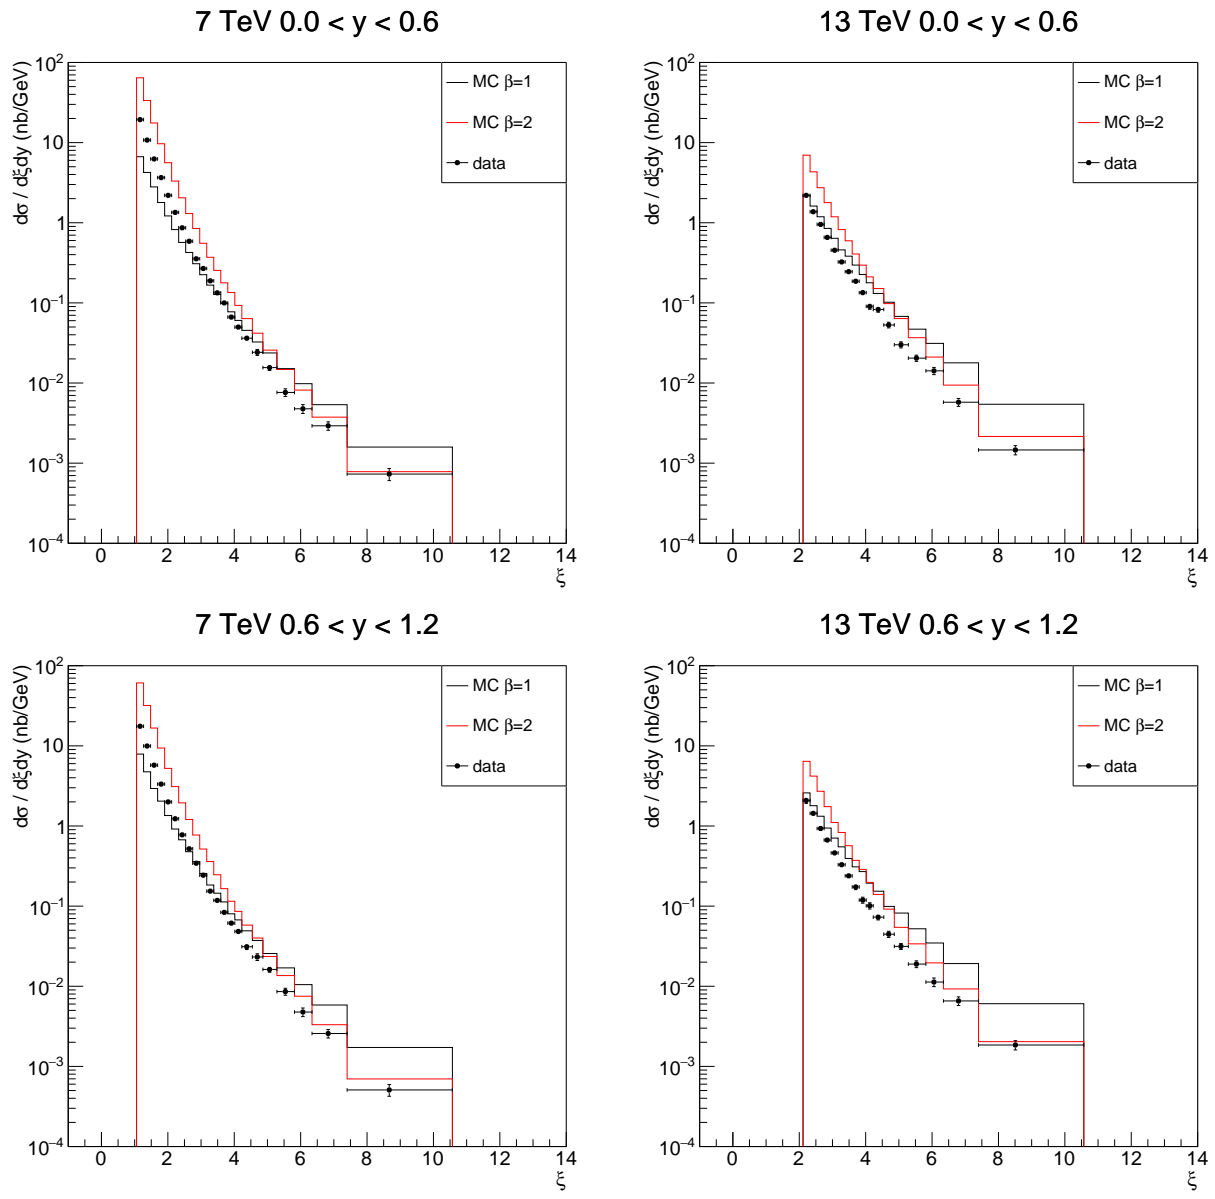 7 TeV 0.0 < y < 0.6
dσ / dξdy (nb/GeV)
10²
10
1
10⁻¹
10⁻²
10⁻³
10⁻⁴
MC β=1
MC β=2
data
0 2 4 6 8 10 12 14
ξ
13 TeV 0.0 < y < 0.6
dσ / dξdy (nb/GeV)
10²
10
1
10⁻¹
10⁻²
10⁻³
10⁻⁴
MC β=1
MC β=2
data
0 2 4 6 8 10 12 14
ξ
7 TeV 0.6 < y < 1.2
dσ / dξdy (nb/GeV)
10²
10
1
10⁻¹
10⁻²
10⁻³
10⁻⁴
MC β=1
MC β=2
data
0 2 4 6 8 10 12 14
ξ
13 TeV 0.6 < y < 1.2
dσ / dξdy (nb/GeV)
10²
10
1
10⁻¹
10⁻²
10⁻³
10⁻⁴
MC β=1
MC β=2
data
0 2 4 6 8 10 12 14
ξ